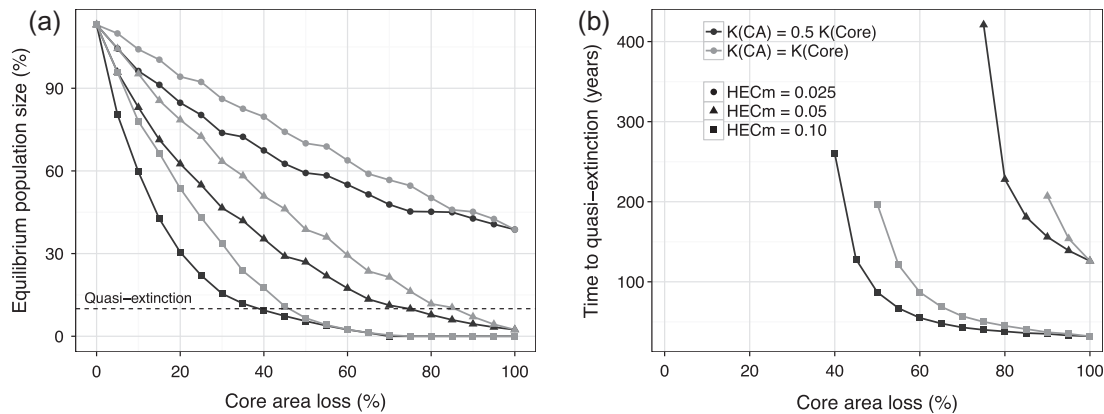 (a)
Equilibrium population size (%)
90
60
30
0
Quasi−extinction
0 20 40 60 80 100
Core area loss (%)
(b)
Time to quasi−extinction (years)
400
300
200
100
K(CA) = 0.5 K(Core)
K(CA) = K(Core)
HECm = 0.025
HECm = 0.05
HECm = 0.10
0 20 40 60 80 100
Core area loss (%)